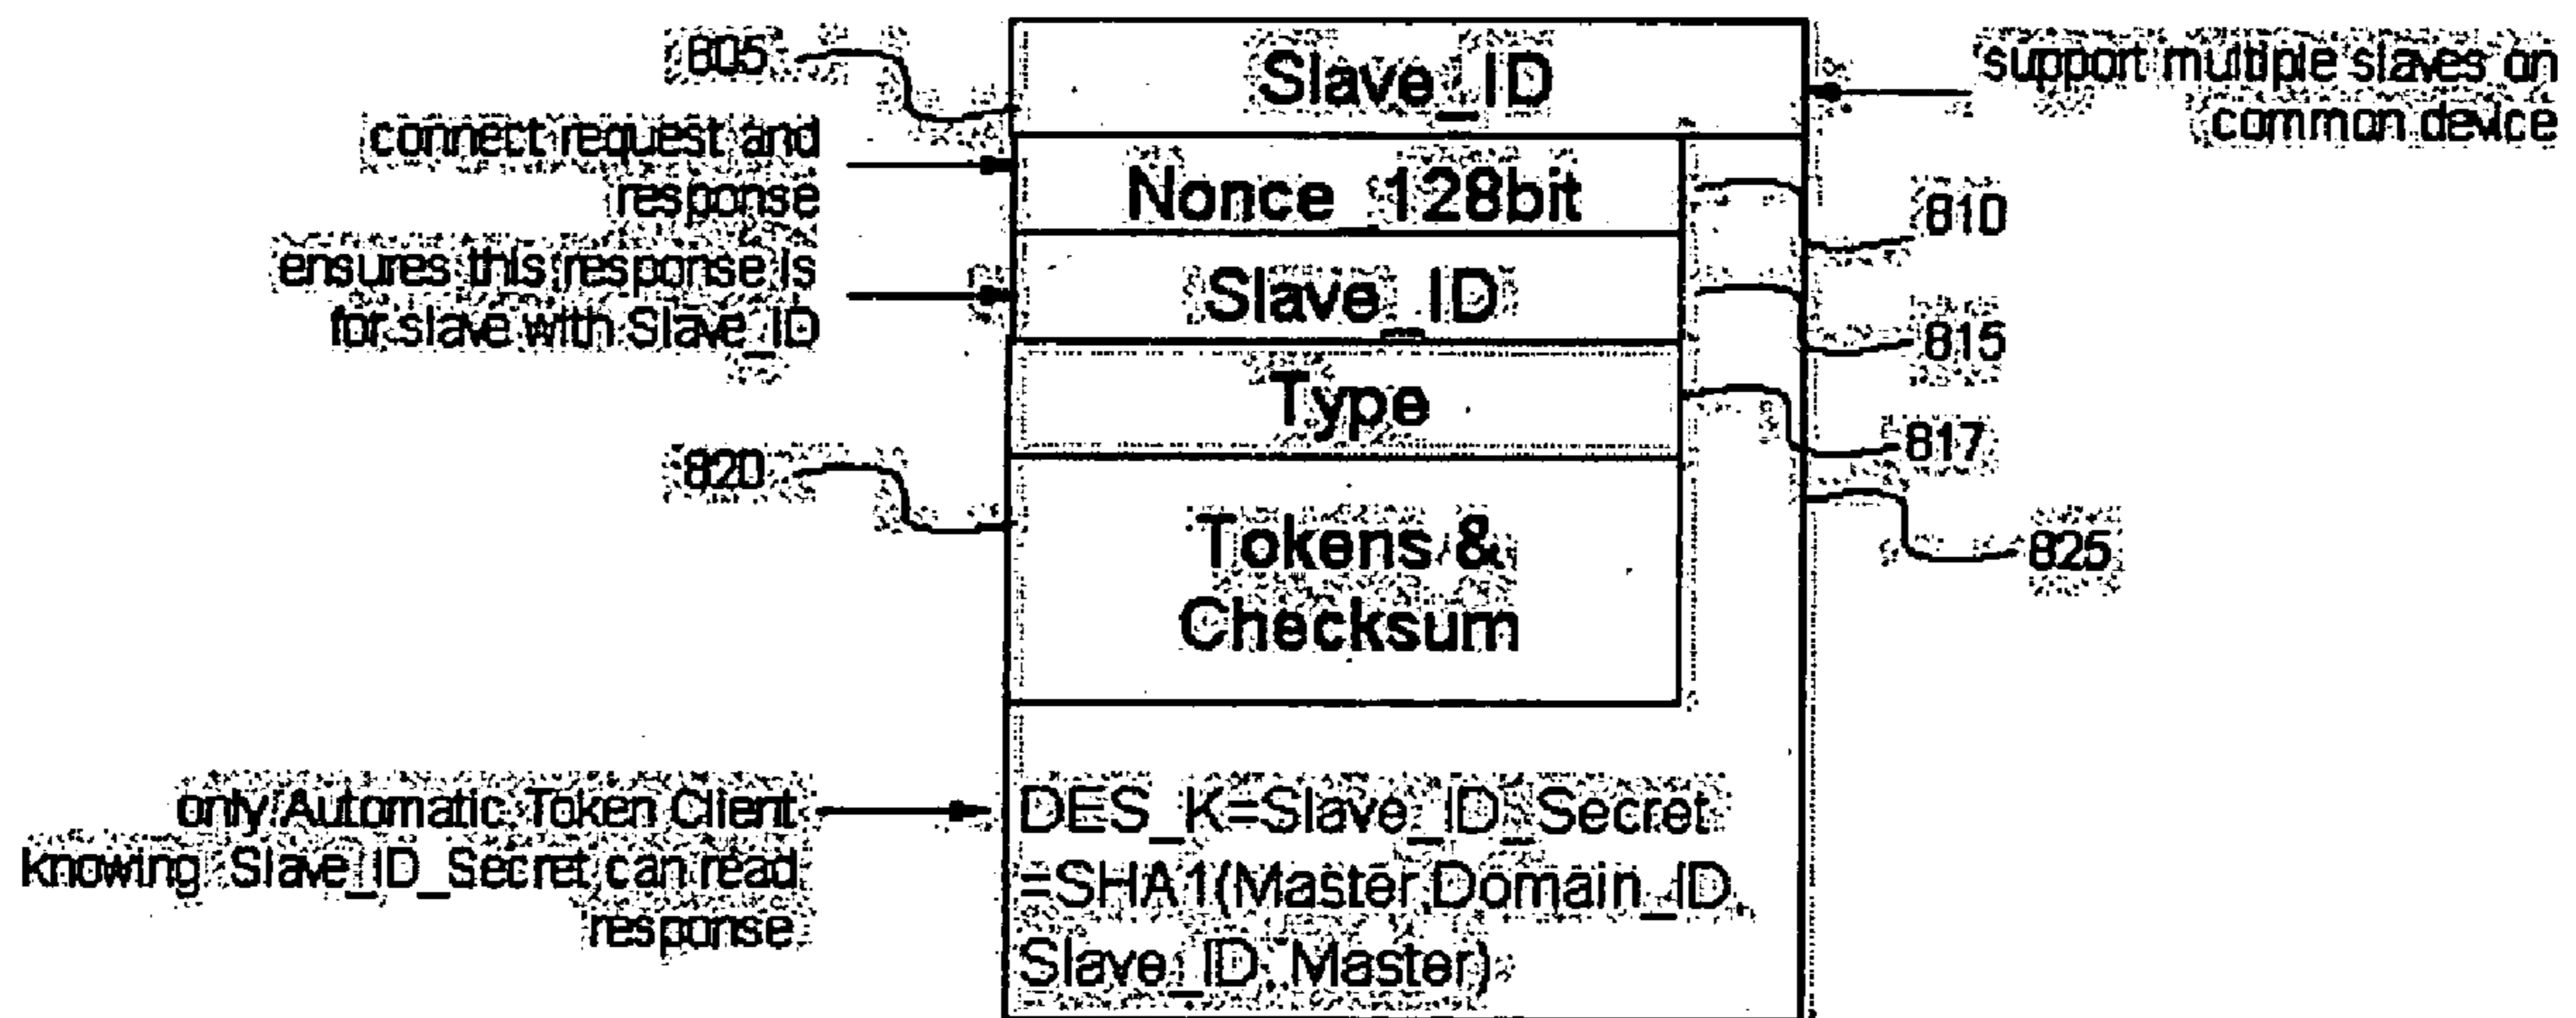 805
Slave_ID
support multiple slaves on
common device
connect request and
response
Nonce_128bit
810
ensures this response is
for slave with Slave_ID
Slave_ID
815
Type
817
820
Tokens &
Checksum
825
only Automatic Token Client
knowing Slave_ID_Secret can read
response
DES_K=Slave_ID_Secret
=SHA1(Master,Domain_ID,
Slave_ID, Master)